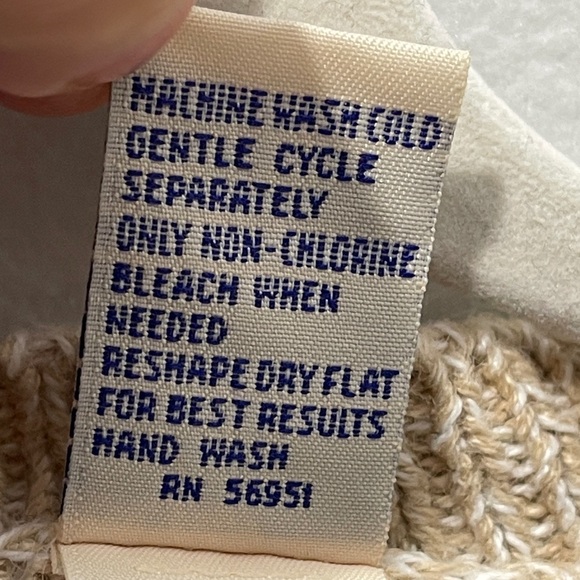 MACHINE WASH COLD
GENTLE CYCLE
SEPARATELY
ONLY NON-CHLORINE
BLEACH WHEN
NEEDED
RESHAPE DRY FLAT
FOR BEST RESULTS
HAND WASH
RN 56951